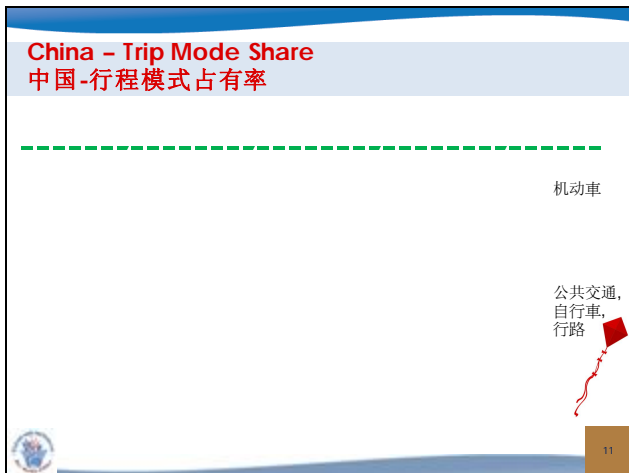 China – Trip Mode Share
中国-行程模式占有率
机动車
公共交通,
自行車,
行路
11